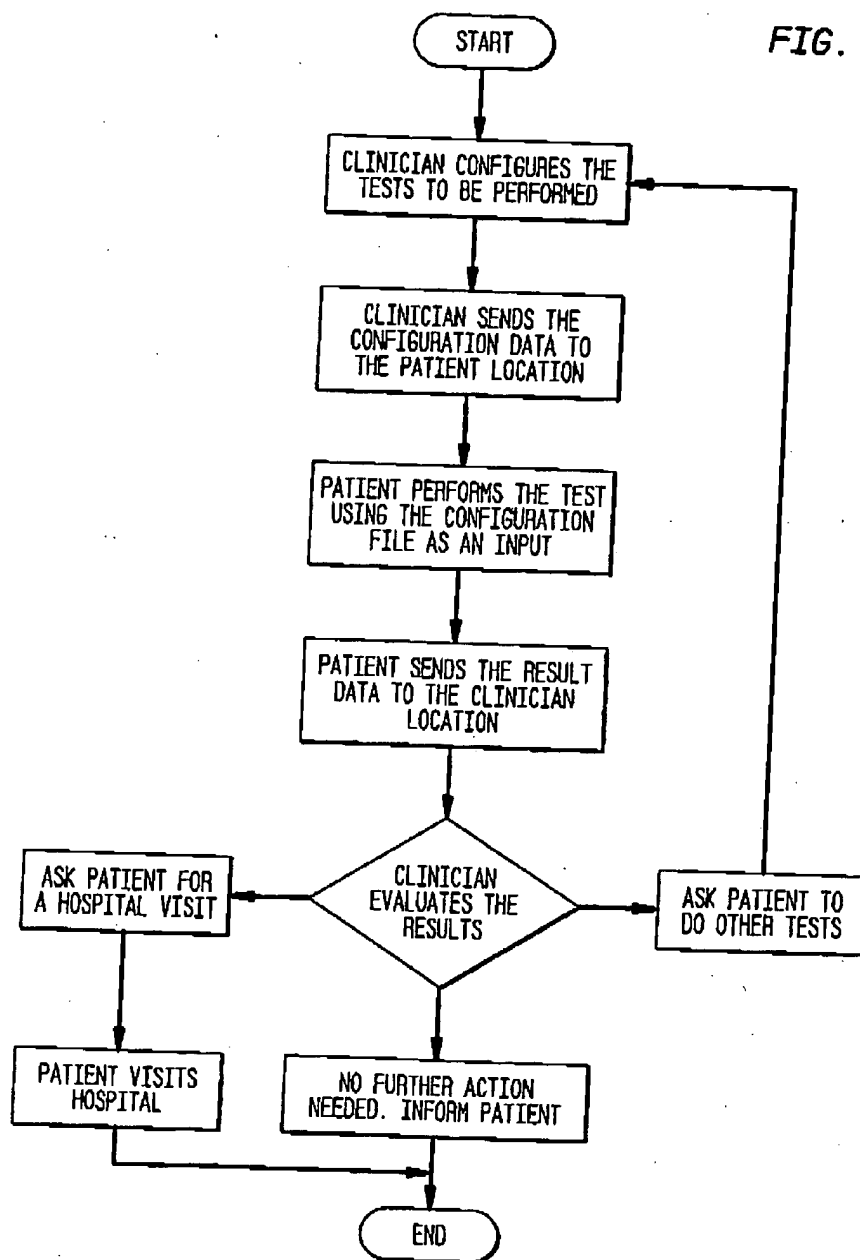 START
FIG.
CLINICIAN CONFIGURES THE
TESTS TO BE PERFORMED
CLINICIAN SENDS THE
CONFIGURATION DATA TO
THE PATIENT LOCATION
PATIENT PERFORMS THE TEST
USING THE CONFIGURATION
FILE AS AN INPUT
PATIENT SENDS THE RESULT
DATA TO THE CLINICIAN
LOCATION
CLINICIAN
EVALUATES THE
RESULTS
ASK PATIENT FOR
A HOSPITAL VISIT
ASK PATIENT TO
DO OTHER TESTS
PATIENT VISITS
HOSPITAL
NO FURTHER ACTION
NEEDED. INFORM PATIENT
END